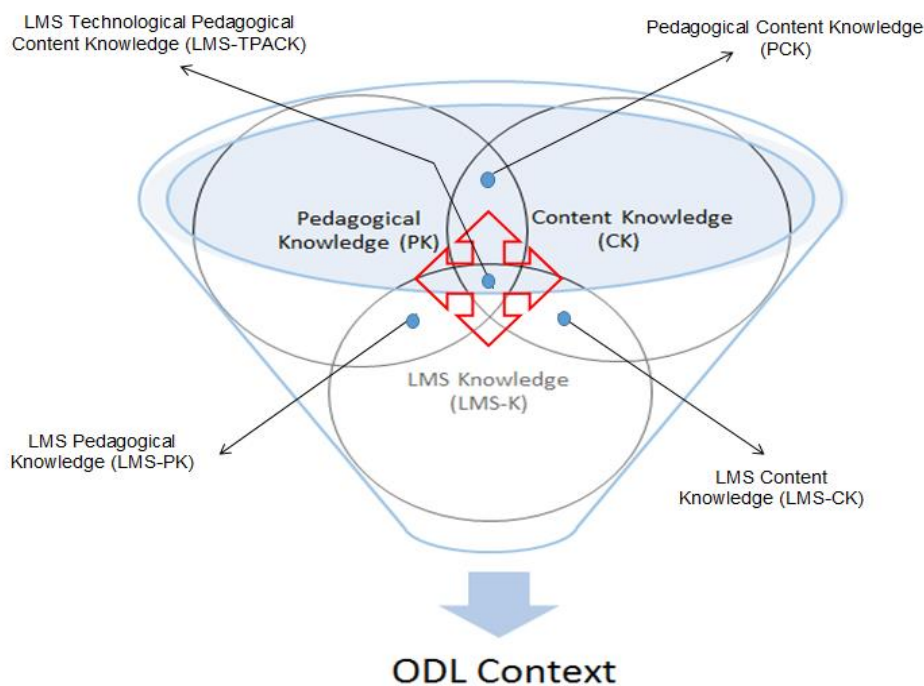 LMS Technological Pedagogical
Content Knowledge (LMS-TPACK)
Pedagogical Content Knowledge
(PCK)
Pedagogical
Knowledge (PK)
Content Knowledge
(CK)
LMS Knowledge
(LMS-K)
LMS Pedagogical
Knowledge (LMS-PK)
LMS Content
Knowledge (LMS-CK)
ODL Context